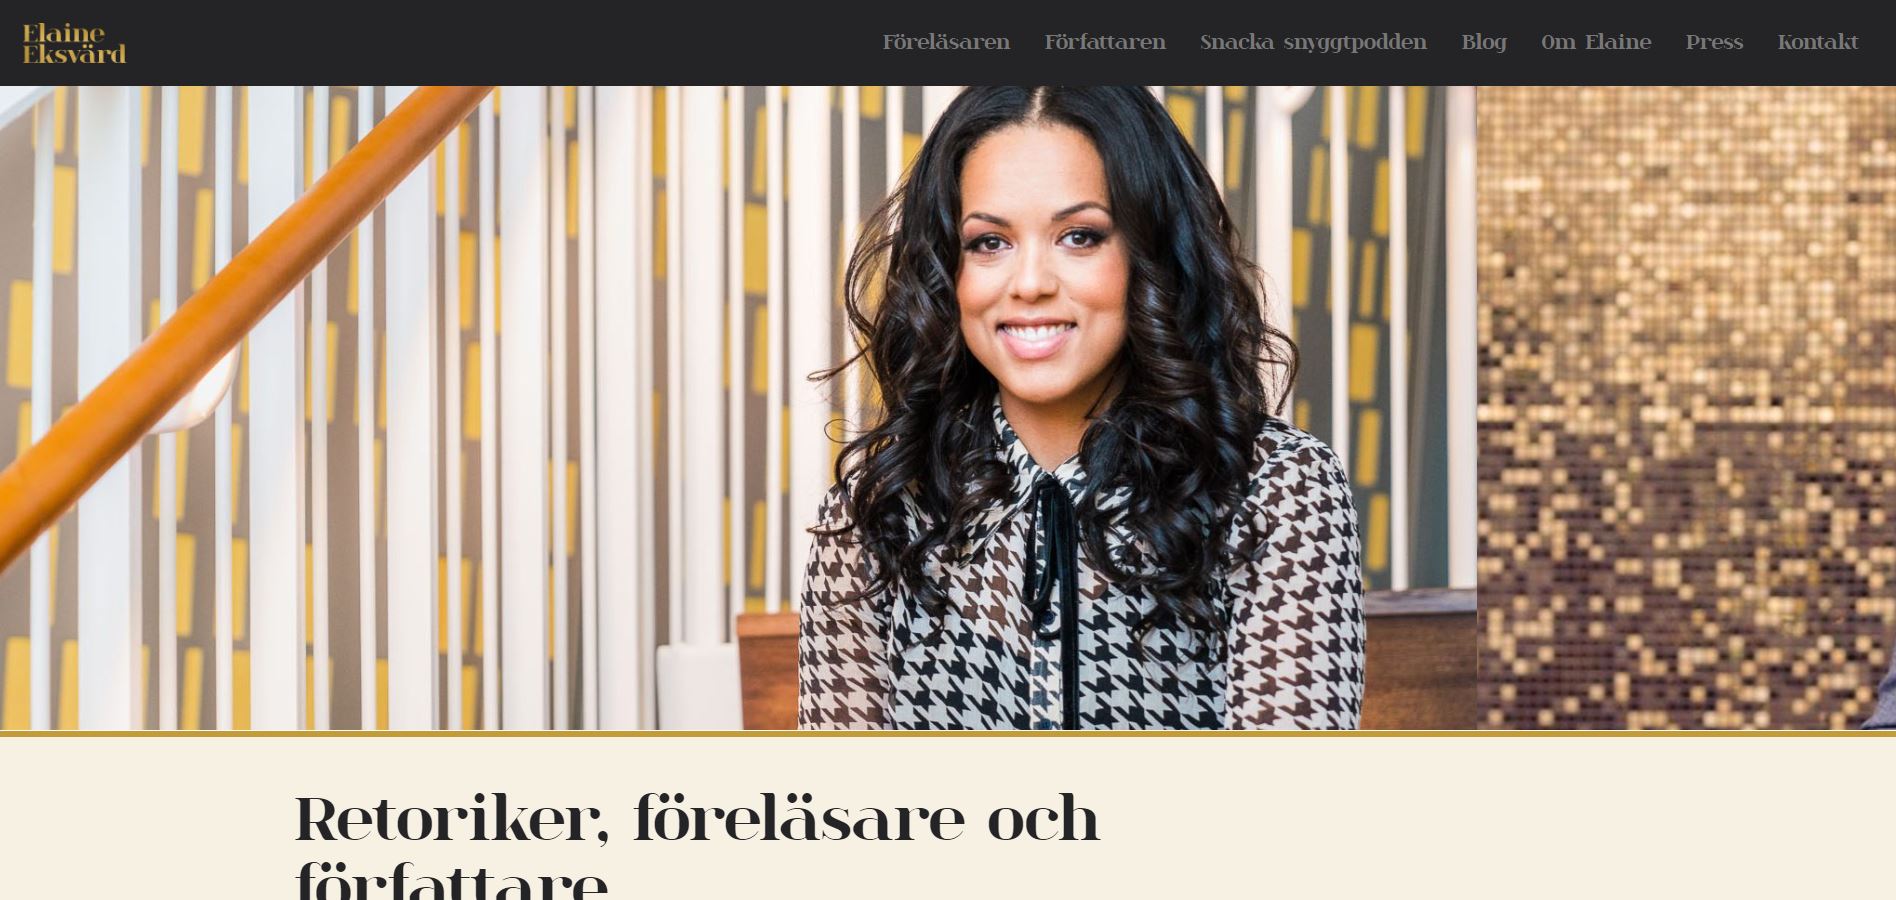 Elaine
Eksvärd
Föreläsaren Författaren Snacka snyggtpodden Blog Om Elaine Press Kontakt
Retoriker, föreläsare och
författare